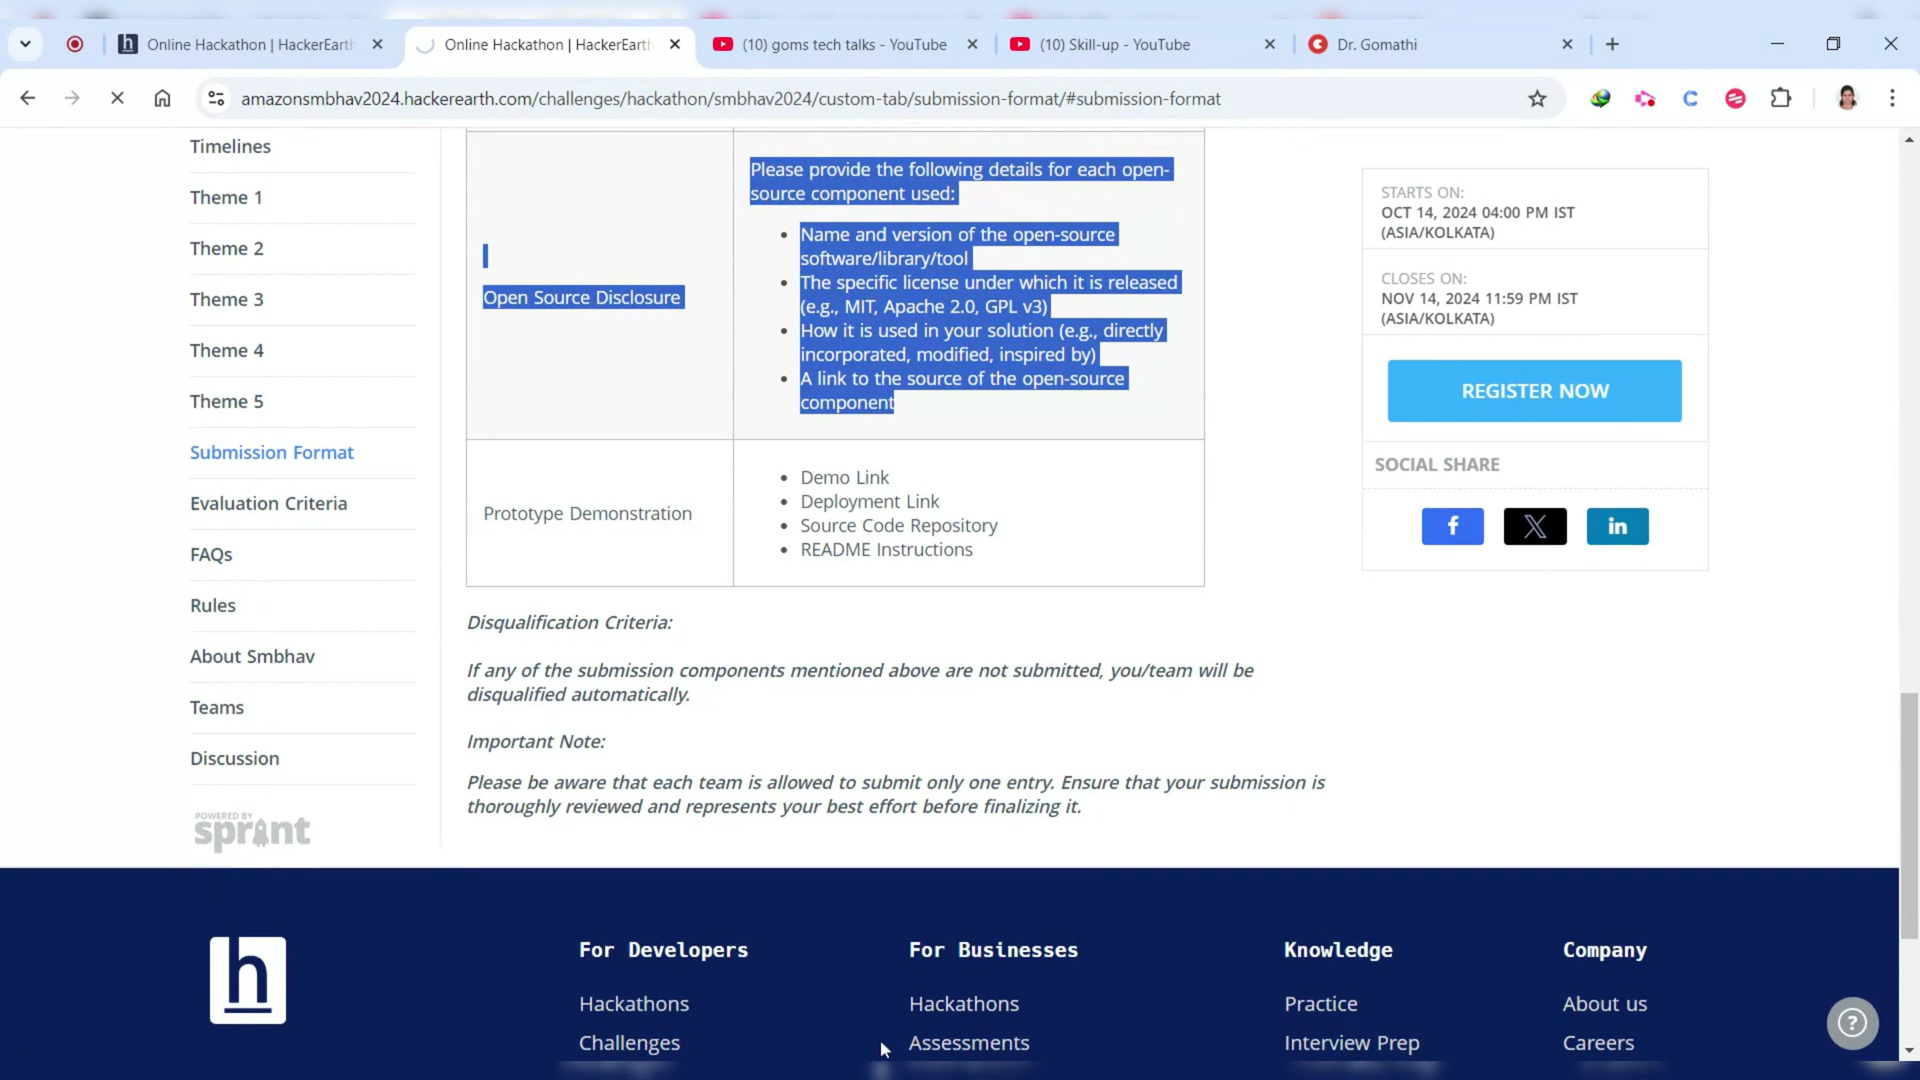 Online Hackathon | HackerEarth
Online Hackathon | HackerEarth
(10) goms tech talks - YouTube
(10) Skill-up - YouTube
Dr. Gomathi
amazonsmbhav2024.hackerearth.com/challenges/hackathon/smbhav2024/custom-tab/submission-format/#submission-format
Timelines
Theme 1
Theme 2
Theme 3
Theme 4
Theme 5
Submission Format
Evaluation Criteria
FAQs
Rules
About Smbhav
Teams
Discussion
POWERED BY
sprint
Open Source Disclosure
Please provide the following details for each open-
source component used:
• Name and version of the open-source
software/library/tool
• The specific license under which it is released
(e.g., MIT, Apache 2.0, GPL v3)
• How it is used in your solution (e.g., directly
incorporated, modified, inspired by)
• A link to the source of the open-source
component
Prototype Demonstration
• Demo Link
• Deployment Link
• Source Code Repository
• README Instructions
Disqualification Criteria:
If any of the submission components mentioned above are not submitted, you/team will be
disqualified automatically.
Important Note:
Please be aware that each team is allowed to submit only one entry. Ensure that your submission is
thoroughly reviewed and represents your best effort before finalizing it.
STARTS ON:
OCT 14, 2024 04:00 PM IST
(ASIA/KOLKATA)
CLOSES ON:
NOV 14, 2024 11:59 PM IST
(ASIA/KOLKATA)
REGISTER NOW
SOCIAL SHARE
f
X
in
h
For Developers
Hackathons
Challenges
For Businesses
Hackathons
Assessments
Knowledge
Practice
Interview Prep
Company
About us
Careers
?